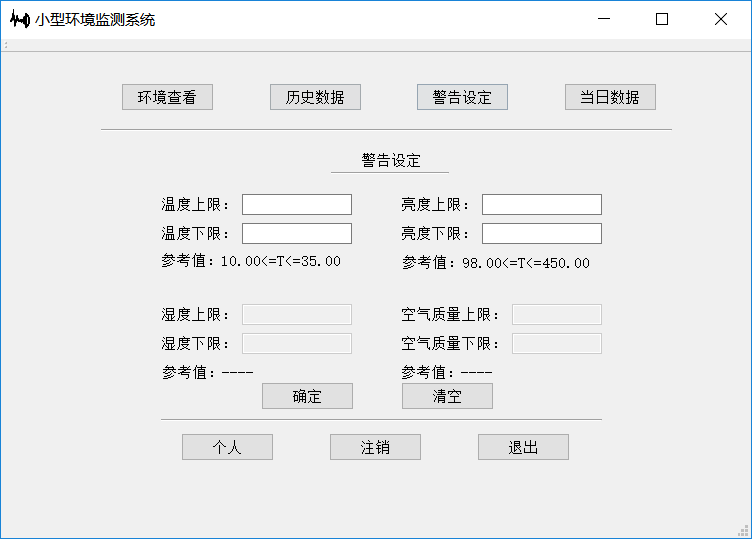 小型环境监测系统
环境查看 历史数据 警告设定 当日数据
警告设定
温度上限： 亮度上限：
温度下限： 亮度下限：
参考值：10.00<=T<=35.00 参考值：98.00<=T<=450.00
湿度上限： 空气质量上限：
湿度下限： 空气质量下限：
参考值：---- 参考值：----
确定 清空
个人 注销 退出